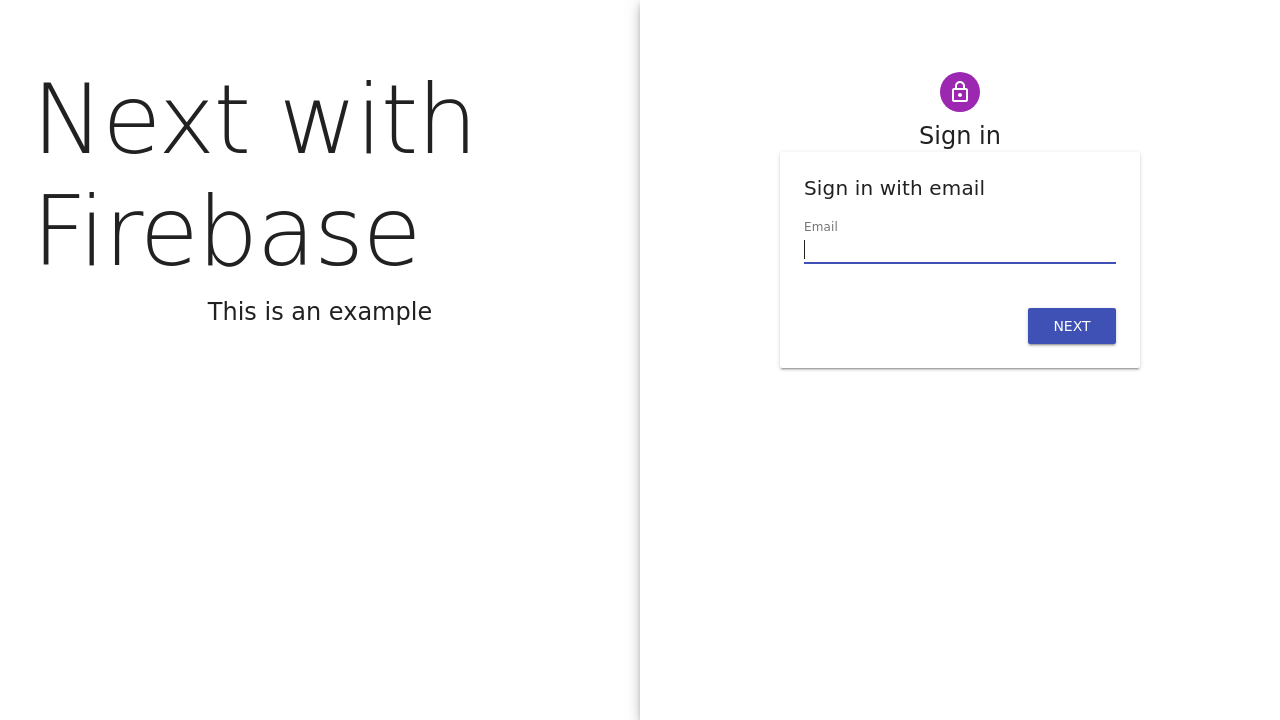 Next with
Firebase
This is an example
Sign in
Sign in with email
Email
NEXT